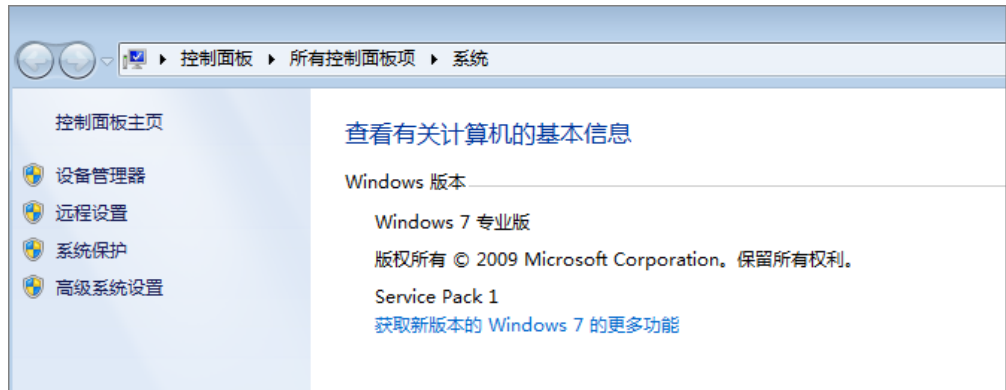 控制面板 ▸ 所有控制面板项 ▸ 系统
控制面板主页
设备管理器
远程设置
系统保护
高级系统设置
查看有关计算机的基本信息
Windows 版本
Windows 7 专业版
版权所有 © 2009 Microsoft Corporation。保留所有权利。
Service Pack 1
获取新版本的 Windows 7 的更多功能